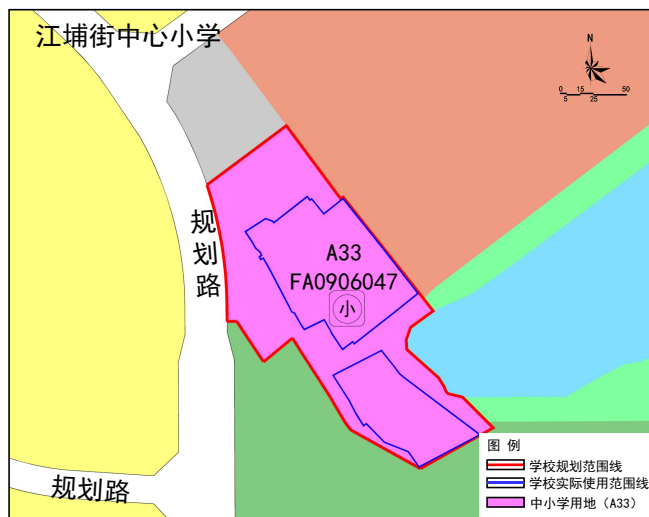 江埔街中心小学
N
0 15 50
5 25
规划路
A33
FA0906047
小
规划路
图 例
学校规划范围线
学校实际使用范围线
中小学用地（A33）